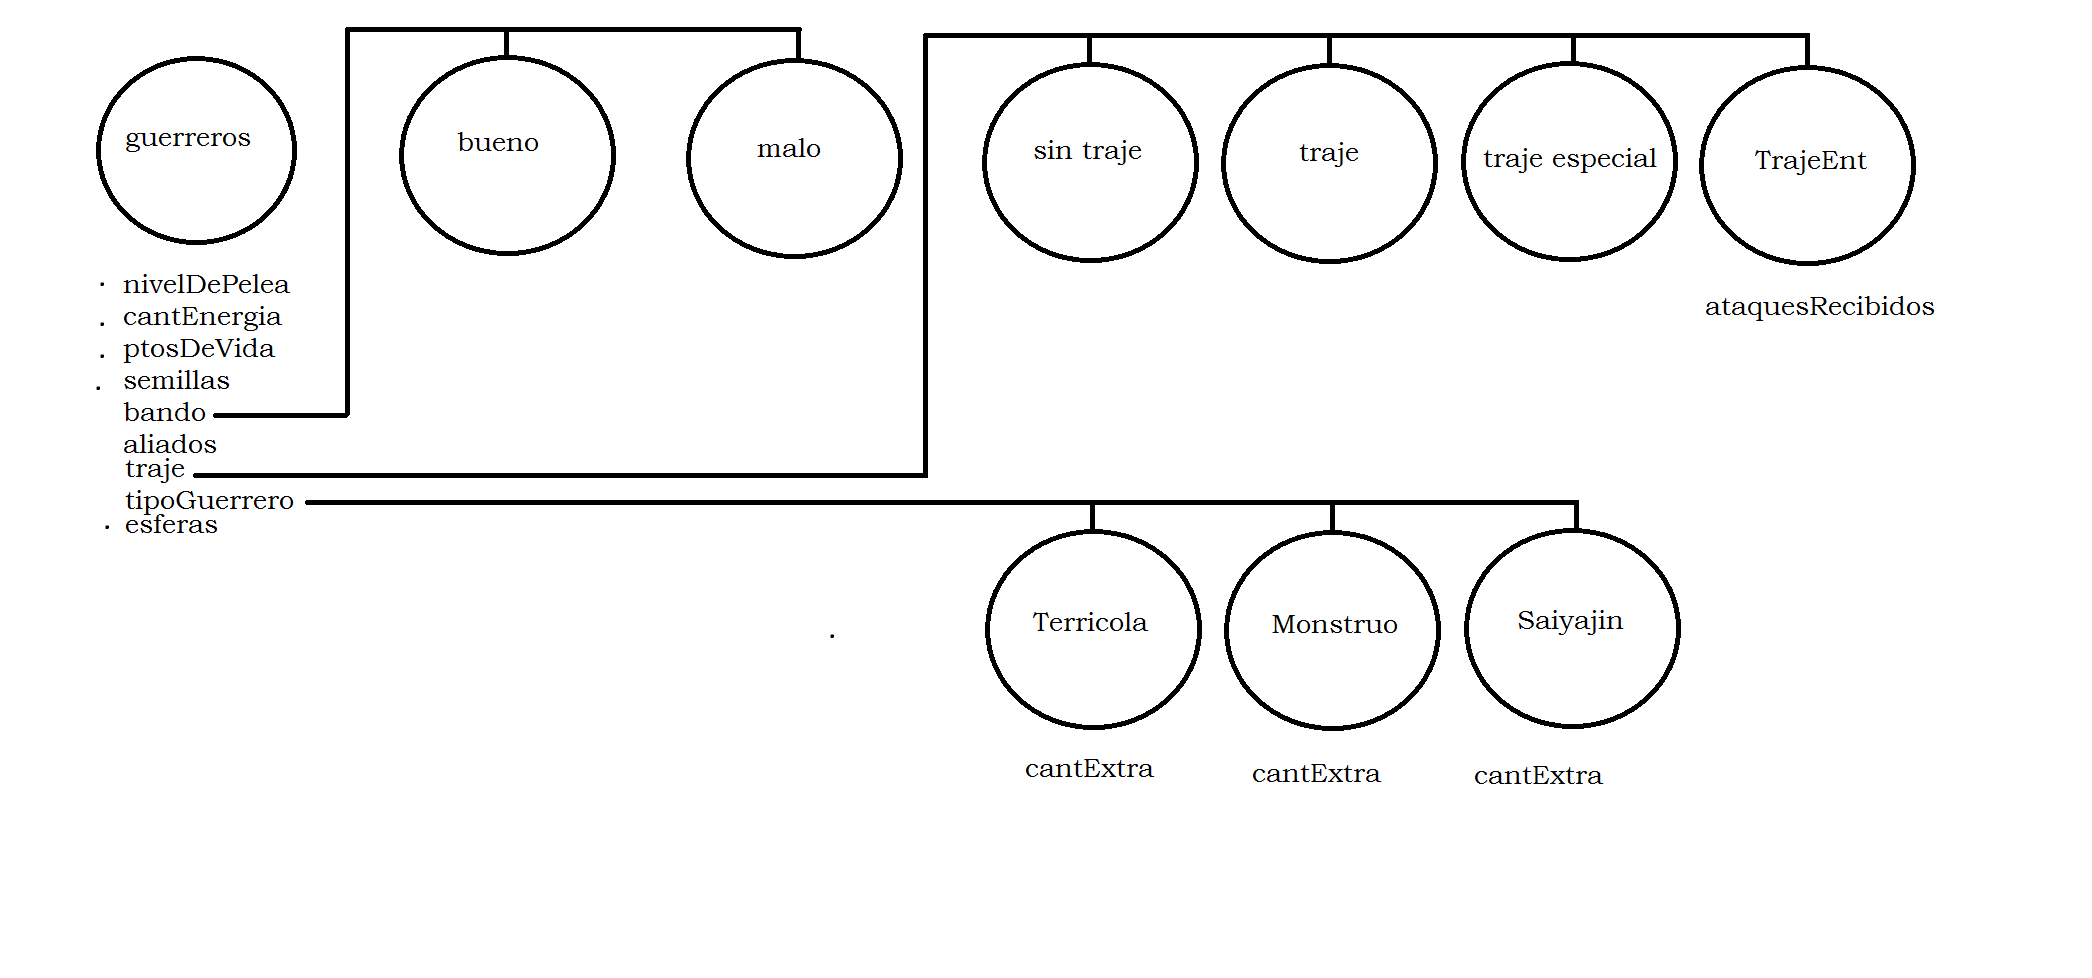 guerreros
bueno
malo
sin traje
traje
traje especial
TrajeEnt
. nivelDePelea
. cantEnergia
. ptosDeVida
. semillas
bando
aliados
traje
tipoGuerrero
. esferas
ataquesRecibidos
Terricola
Monstruo
Saiyajin
cantExtra
cantExtra
cantExtra